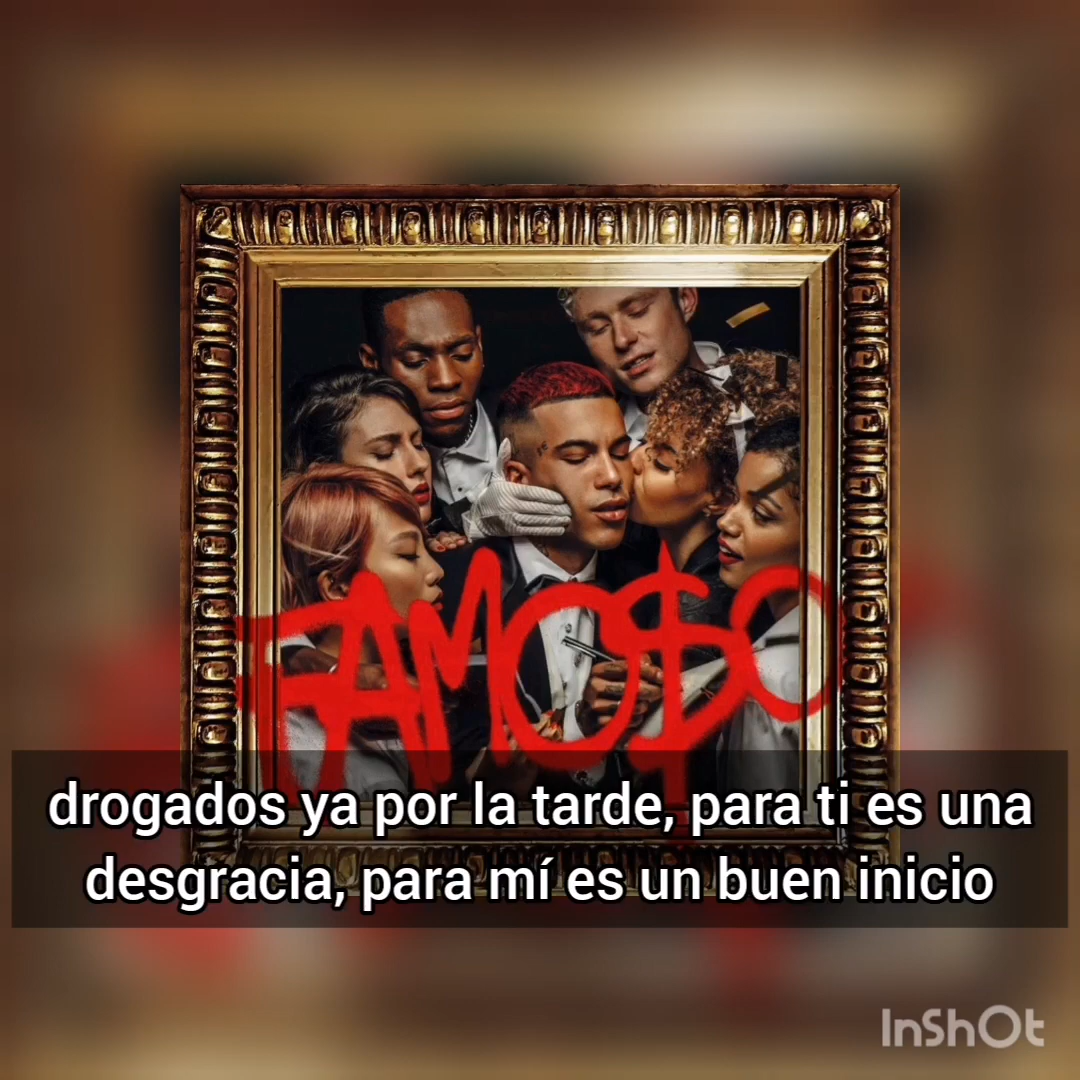 FAMO$O
drogados ya por la tarde, para ti es una
desgracia, para mí es un buen inicio
InShOt